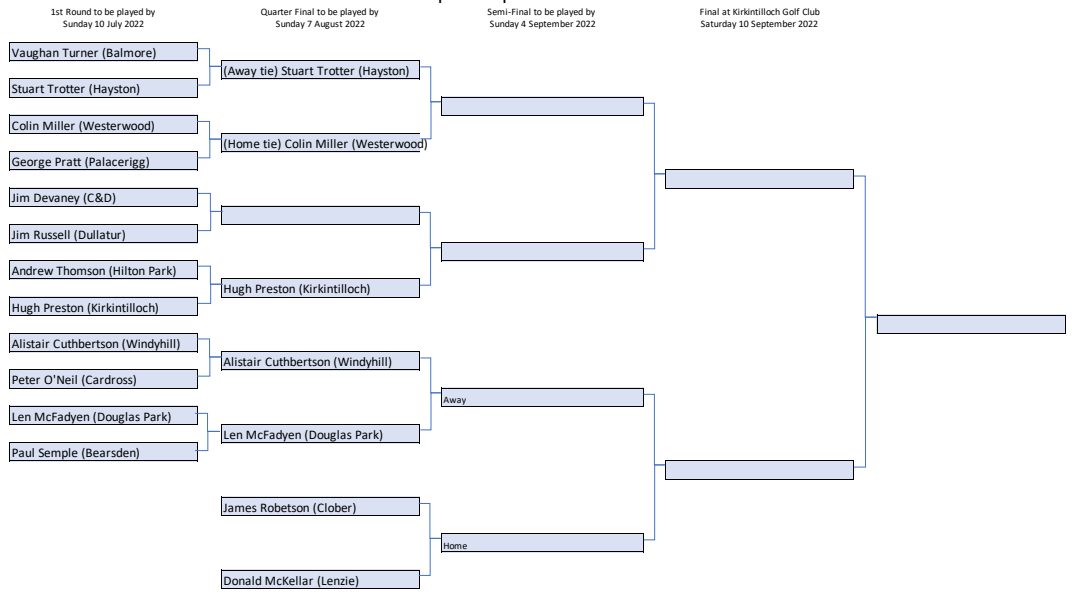 1st Round to be played by
Sunday 10 July 2022
Quarter Final to be played by
Sunday 7 August 2022
Semi-Final to be played by
Sunday 4 September 2022
Final at Kirkintilloch Golf Club
Saturday 10 September 2022
Vaughan Turner (Balmore)
Stuart Trotter (Hayston)
Colin Miller (Westerwood)
George Pratt (Palacerigg)
Jim Devaney (C&D)
Jim Russell (Dullatur)
Andrew Thomson (Hilton Park)
Hugh Preston (Kirkintilloch)
Alistair Cuthbertson (Windyhill)
Peter O'Neil (Cardross)
Len McFadyen (Douglas Park)
Paul Semple (Bearsden)
(Away tie) Stuart Trotter (Hayston)
(Home tie) Colin Miller (Westerwood)
Hugh Preston (Kirkintilloch)
Alistair Cuthbertson (Windyhill)
Len McFadyen (Douglas Park)
James Robetson (Clober)
Donald McKellar (Lenzie)
Away
Home